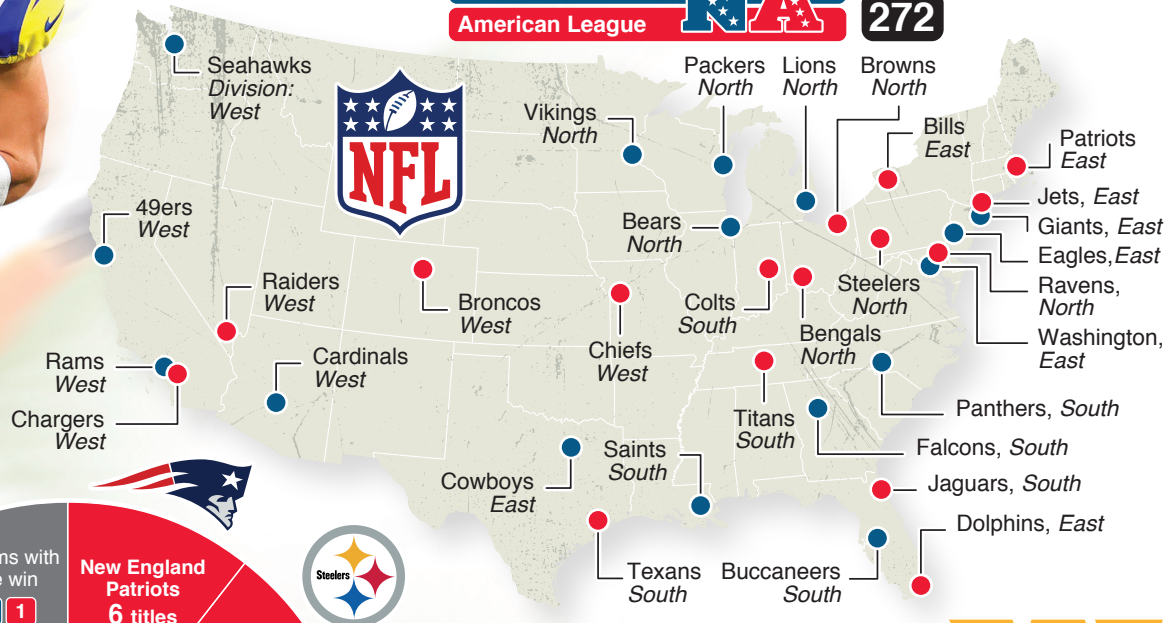 American League
N A
272
Seahawks
Division:
West
NFL
Packers
North
Lions
North
Browns
North
Vikings
North
Bills
East
Patriots
East
49ers
West
Bears
North
Jets, East
Giants, East
Eagles,East
Ravens,
North
Washington,
East
Raiders
West
Broncos
West
Colts
South
Steelers
North
Bengals
North
Chiefs
West
Rams
West
Cardinals
West
Chargers
West
Titans
South
Panthers, South
Falcons, South
Saints
South
Cowboys
East
Jaguars, South
Dolphins, East
Texans
South
Buccaneers
South
Steelers
ms with
e win
1
New England
Patriots
6 titles